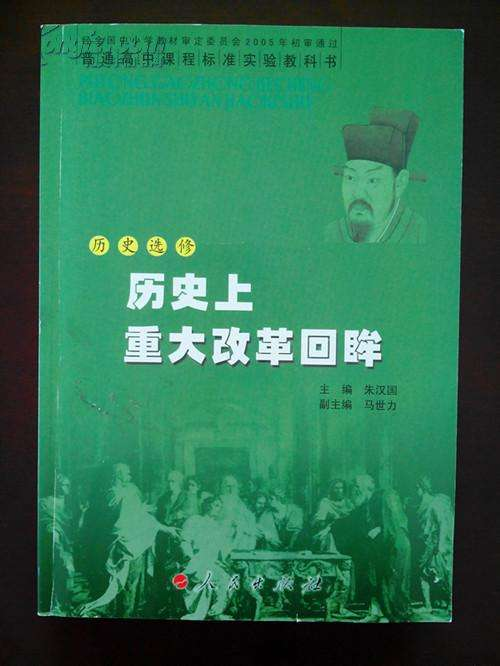 经全国中小学教材审定委员会2005年初审通过
普通高中课程标准实验教科书
历史选修
历史上
重大改革回眸
主 编 朱汉国
副主编 马世力
人民出版社